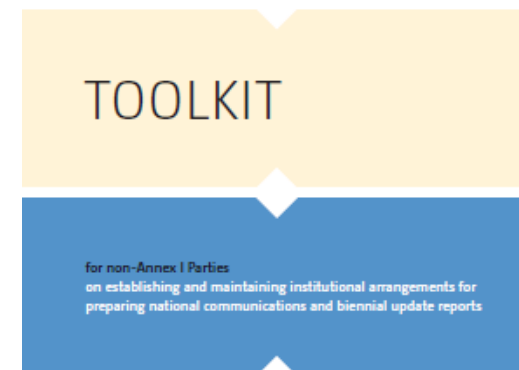 TOOLKIT
for non-Annex I Parties
on establishing and maintaining institutional arrangements for
preparing national communications and biennial update reports